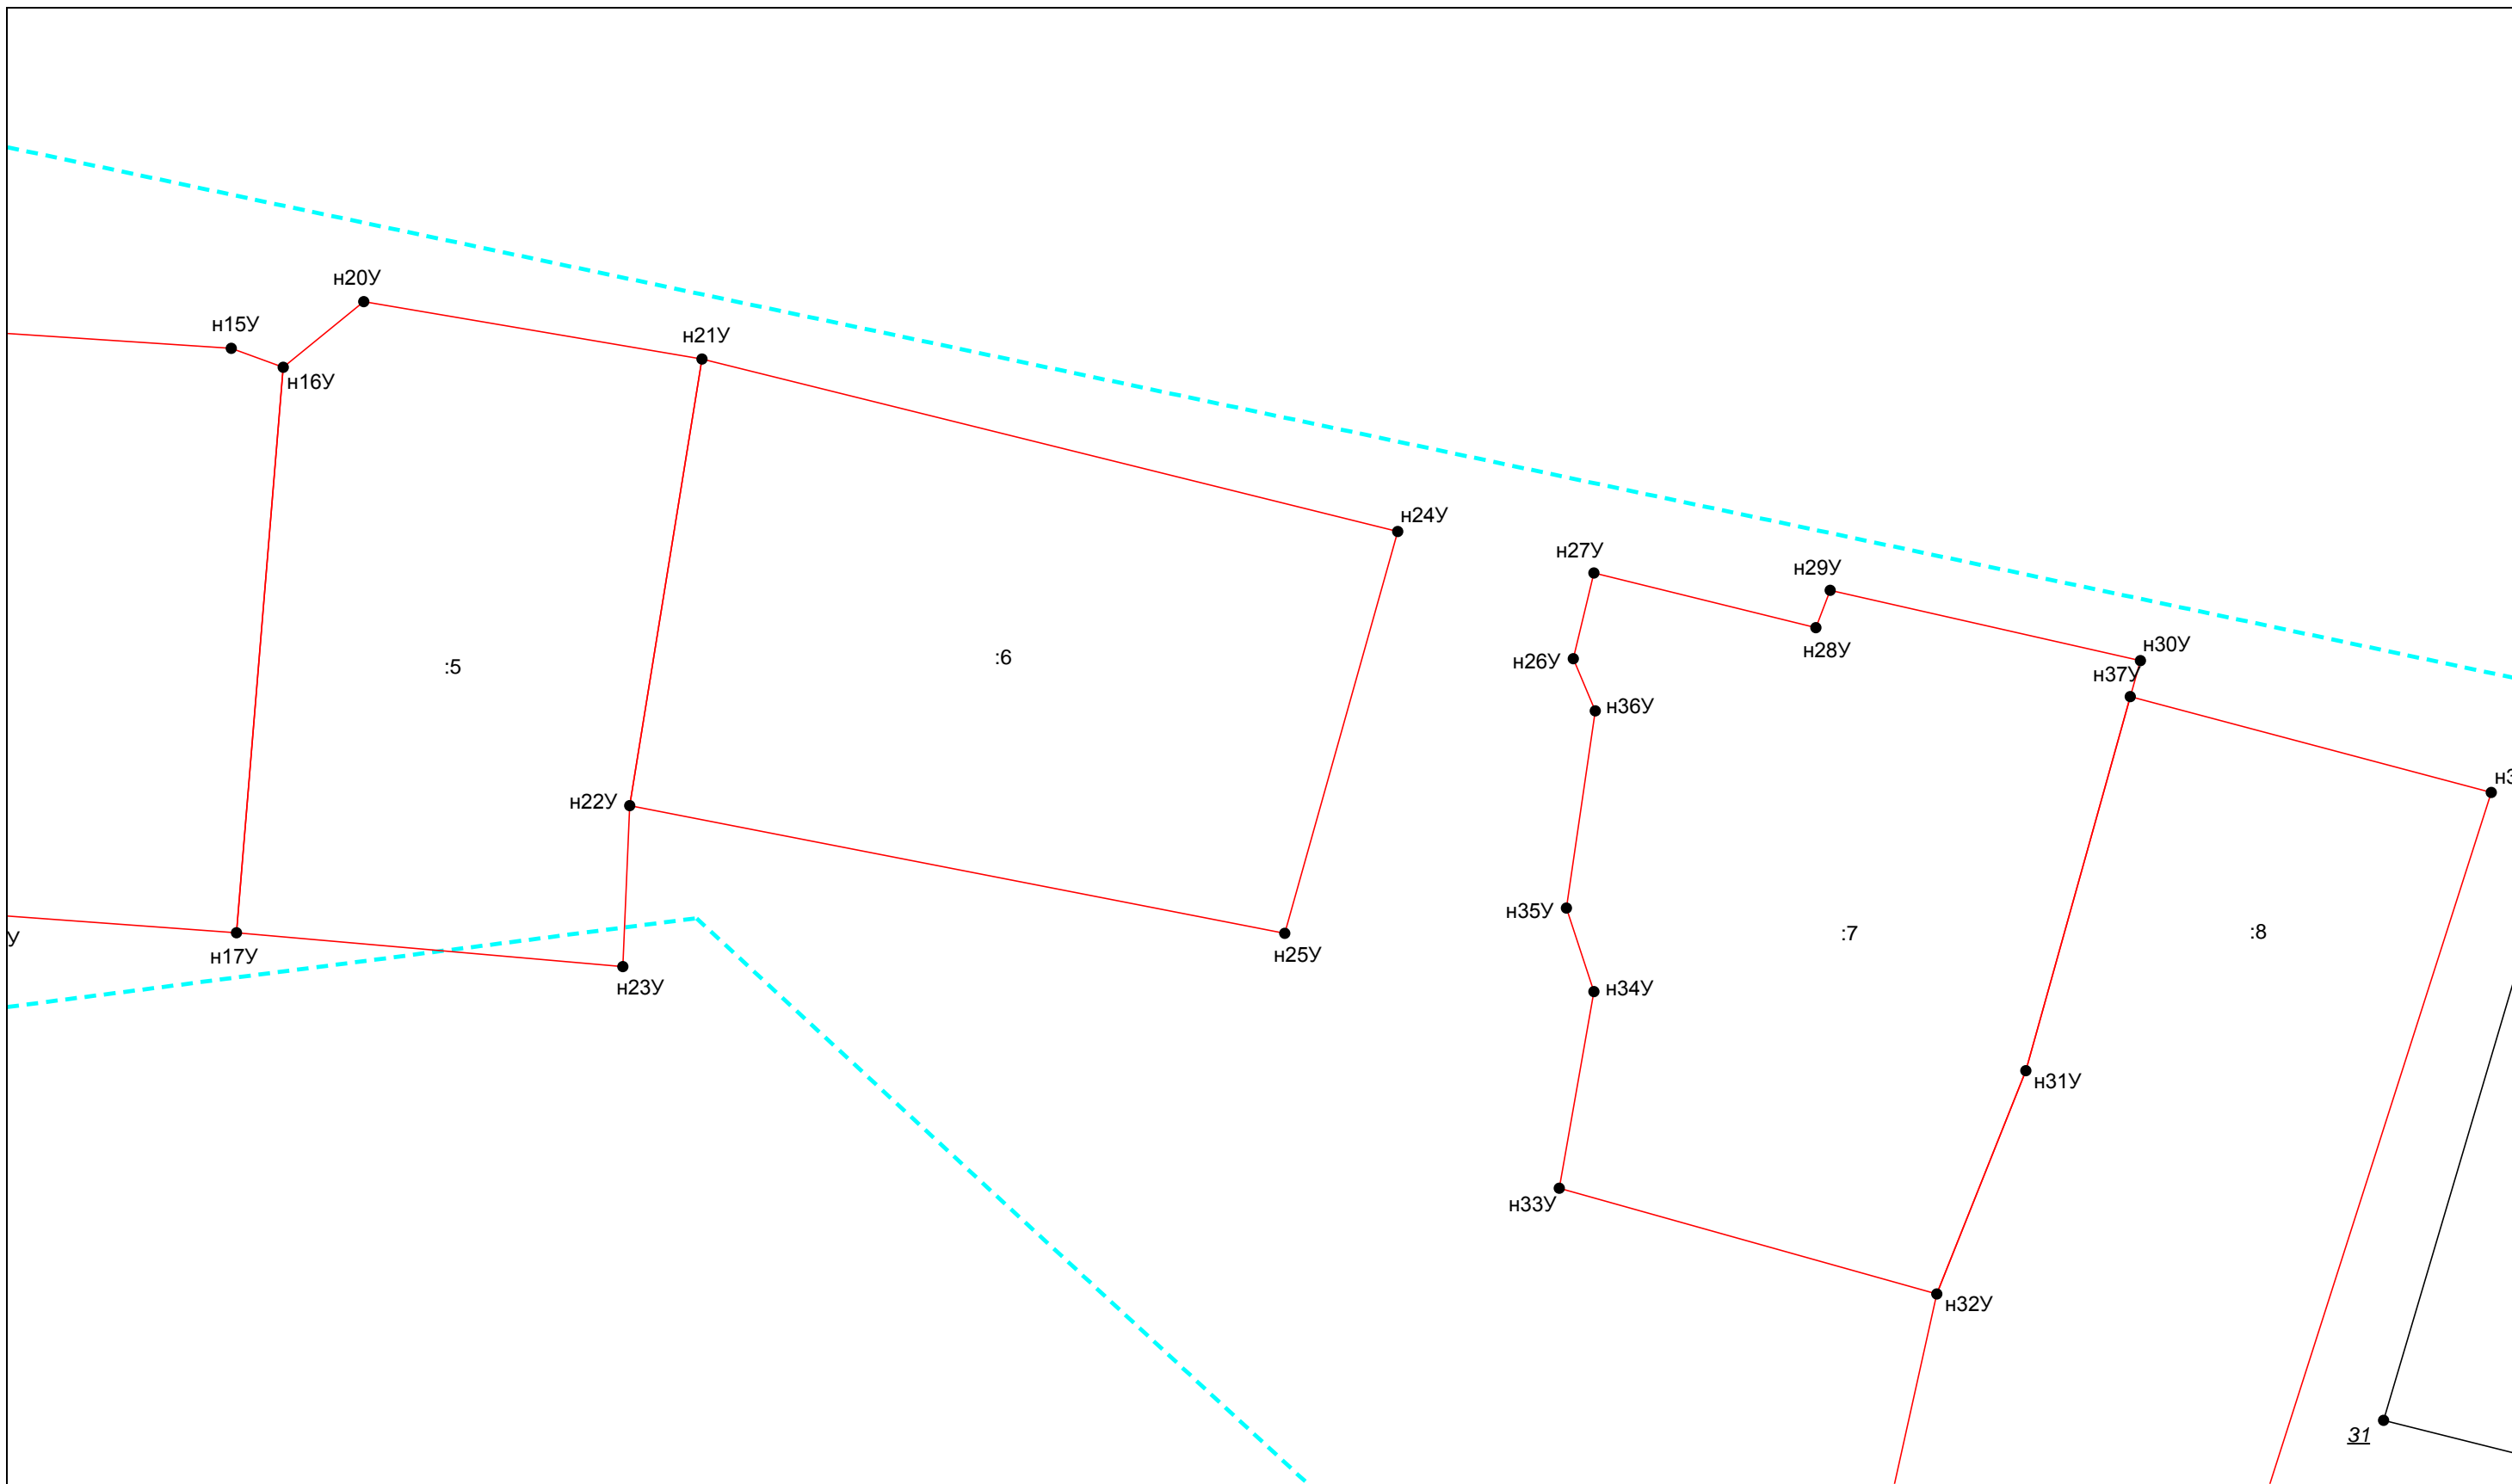 н20У
н15У
н21У
н16У
н24У
н27У
н29У
н28У
н30У
:5
:6
н26У
н37У
н36У
н22У
н35У
У
н17У
н25У
:7
:8
н23У
н34У
н31У
н33У
н32У
31